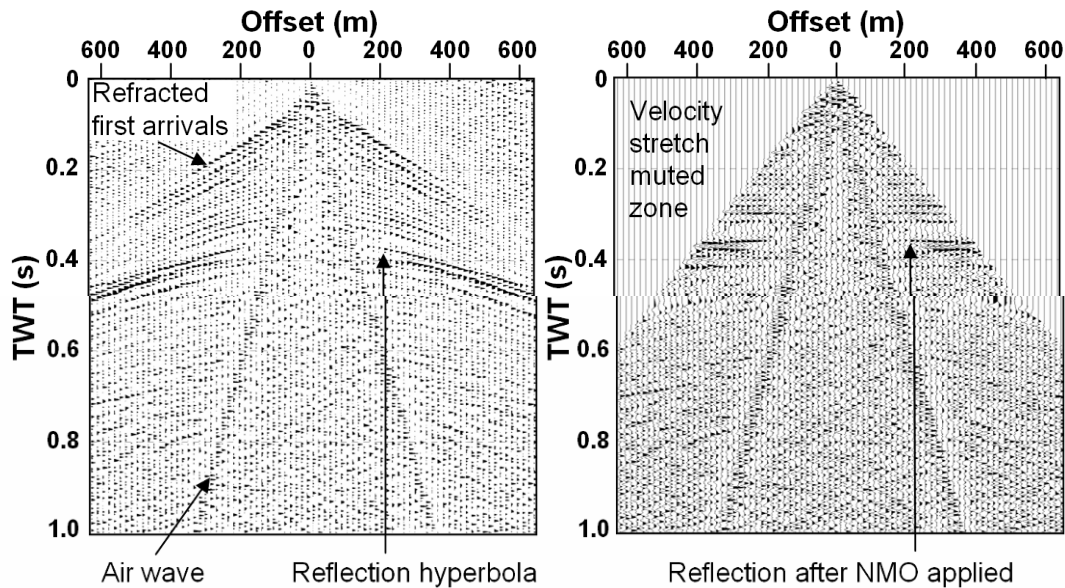 Offset (m)
600 400 200 0 200 400 600
0
0.2
0.4
0.6
0.8
1.0
TWT (s)
Refracted
first arrivals
Air wave
Reflection hyperbola
Offset (m)
600 400 200 0 200 400 600
0
0.2
0.4
0.6
0.8
1.0
TWT (s)
Velocity
stretch
muted
zone
Reflection after NMO applied